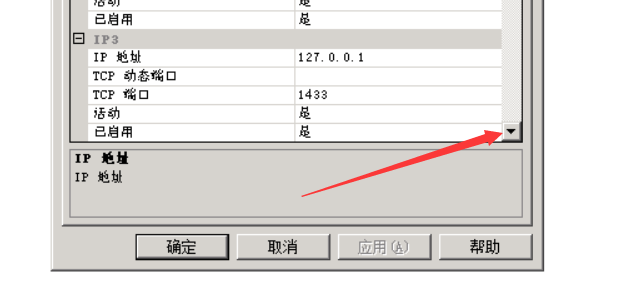 活动 是
已启用 是
IP3
IP 地址 127.0.0.1
TCP 动态端口
TCP 端口 1433
活动 是
已启用 是
IP 地址
IP 地址
确定 取消 应用(A) 帮助